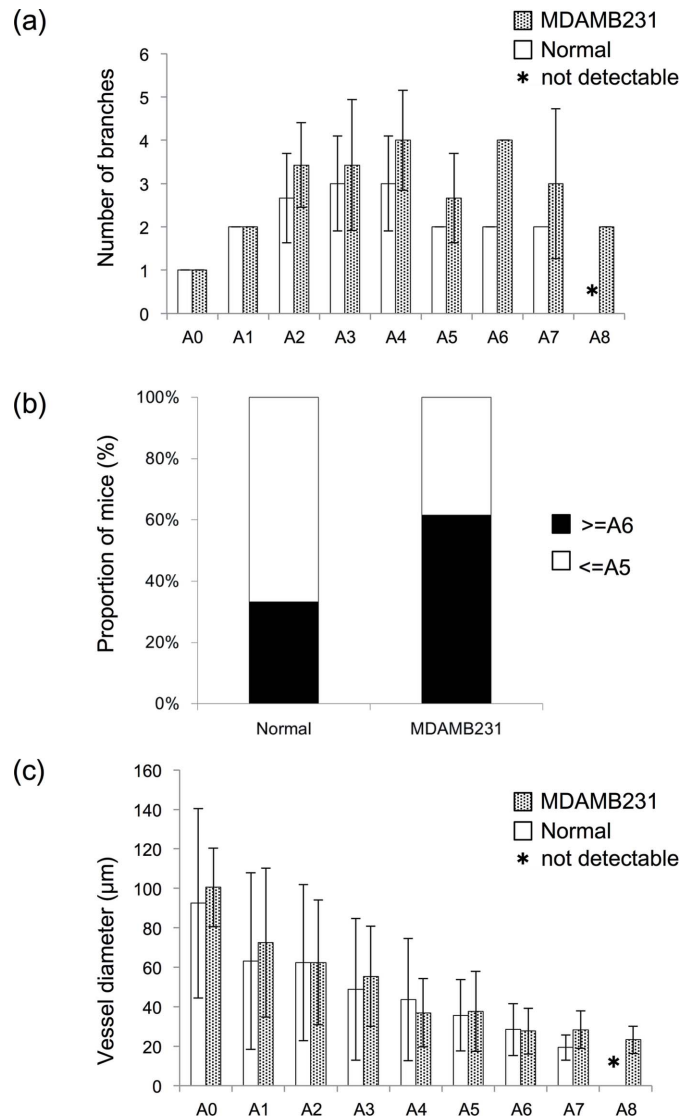 (a)
MDAMB231
Normal
* not detectable
Number of branches
6
5
4
3
2
1
0
A0 A1 A2 A3 A4 A5 A6 A7 A8
*
(b)
Proportion of mice (%)
100%
80%
60%
40%
20%
0%
Normal MDAMB231
>=A6
<=A5
(c)
MDAMB231
Normal
* not detectable
Vessel diameter (µm)
160
140
120
100
80
60
40
20
0
A0 A1 A2 A3 A4 A5 A6 A7 A8
*